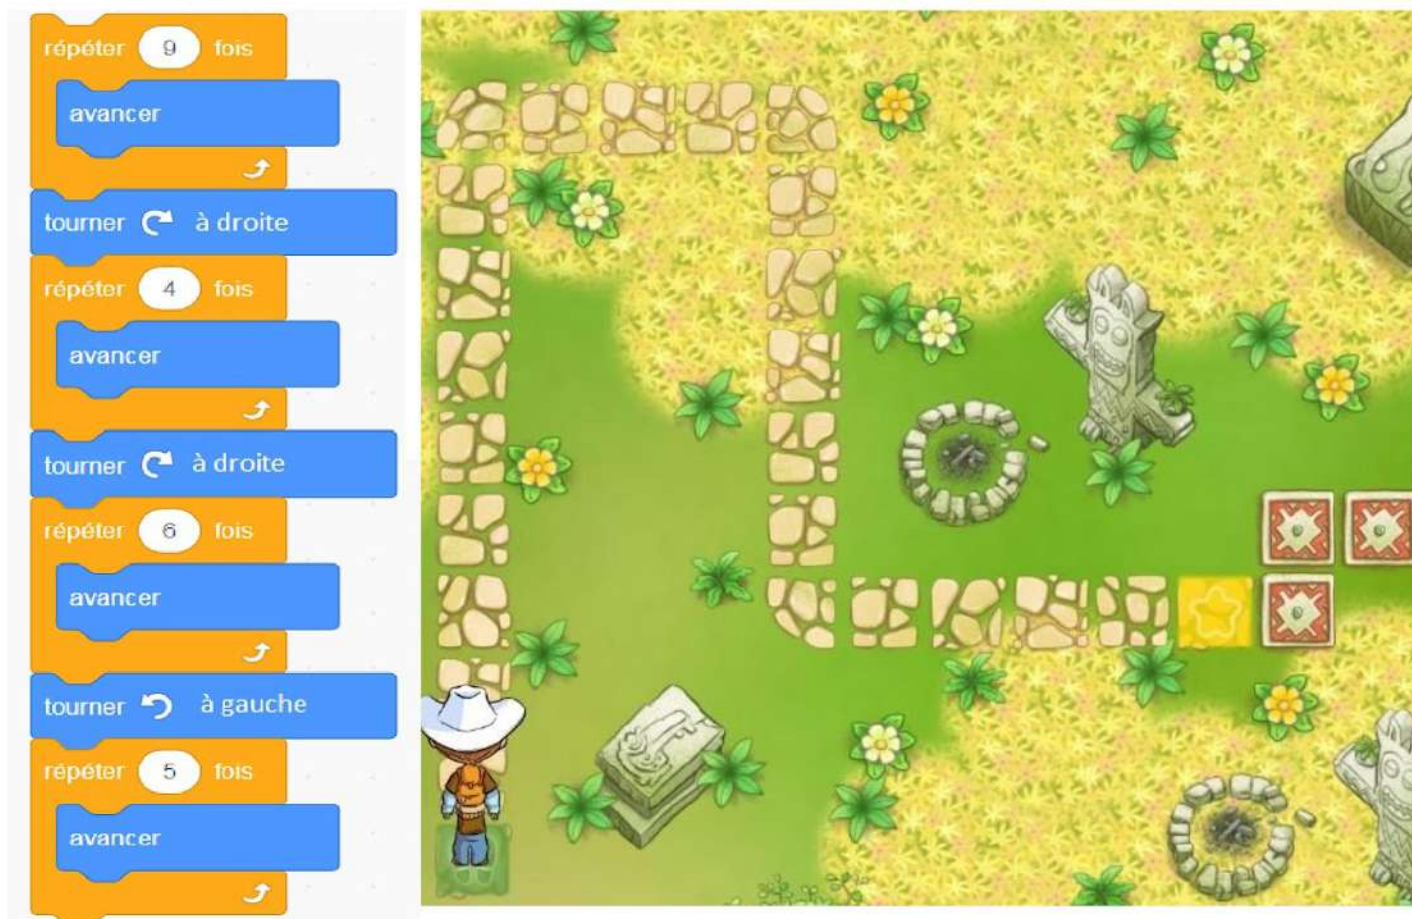 répéter 9 fois
avancer
tourner à droite
répéter 4 fois
avancer
tourner à droite
répéter 6 fois
avancer
tourner à gauche
répéter 5 fois
avancer